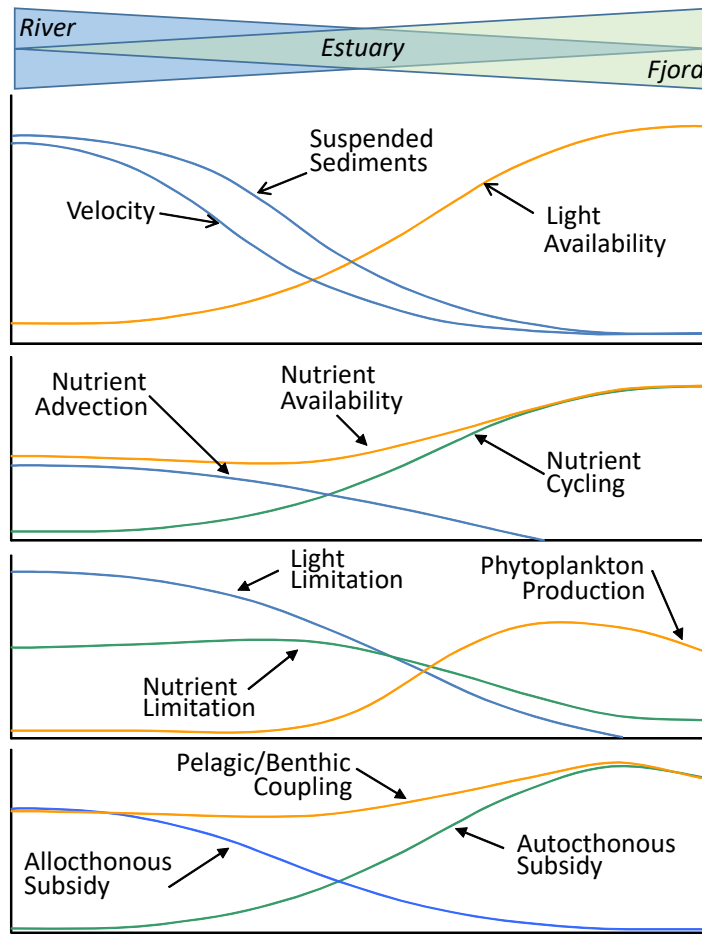 River
Estuary
Fjord
Suspended
Sediments
Velocity
Light
Availability
Nutrient
Advection
Nutrient
Availability
Nutrient
Cycling
Light
Limitation
Phytoplankton
Production
Nutrient
Limitation
Pelagic/Benthic
Coupling
Allocthonous
Subsidy
Autocthonous
Subsidy